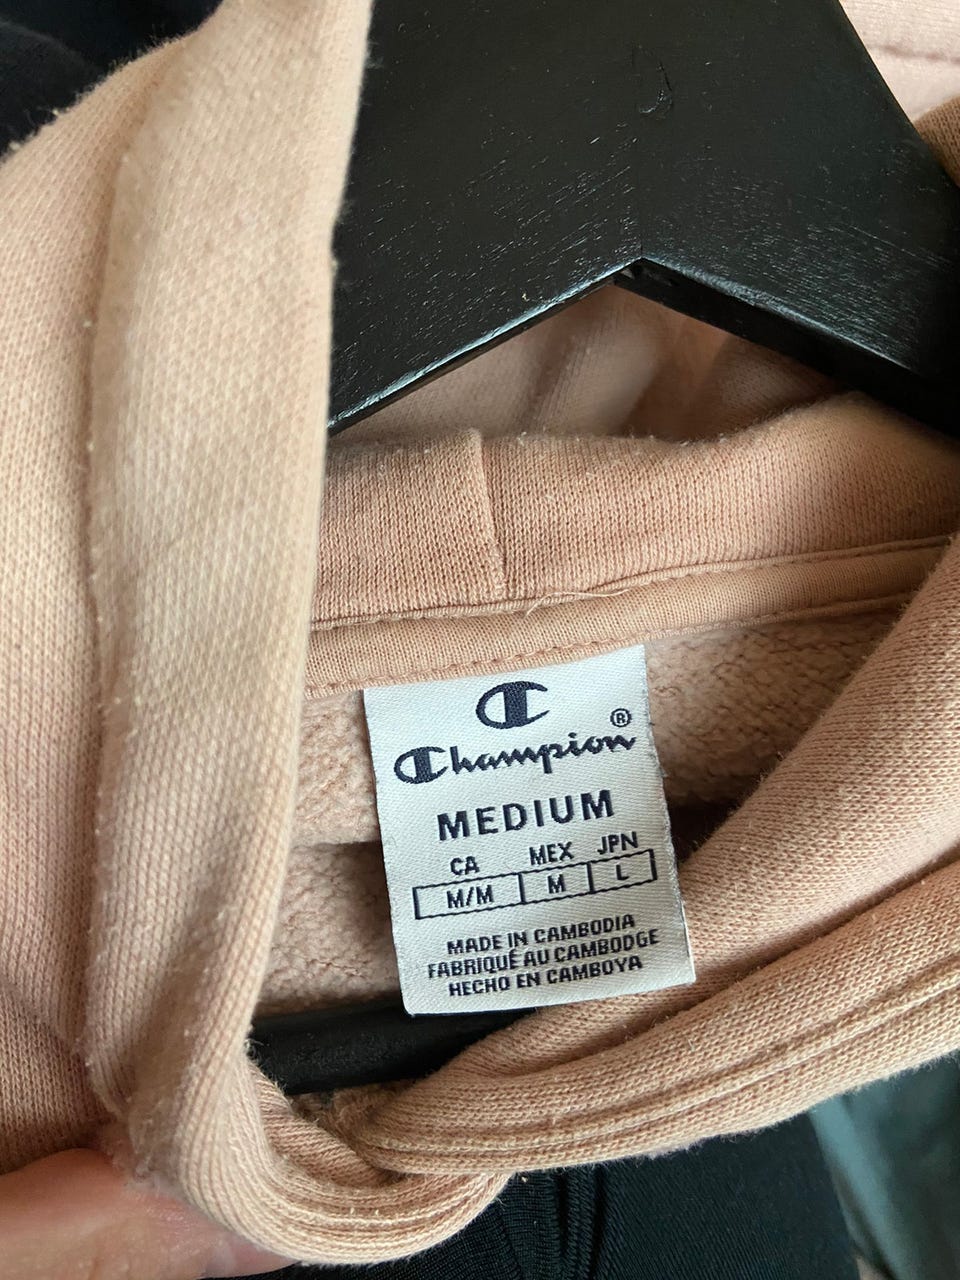 Champion®
MEDIUM
CA MEX JPN
M/M M L
MADE IN CAMBODIA
FABRIQUÉ AU CAMBODGE
HECHO EN CAMBOYA